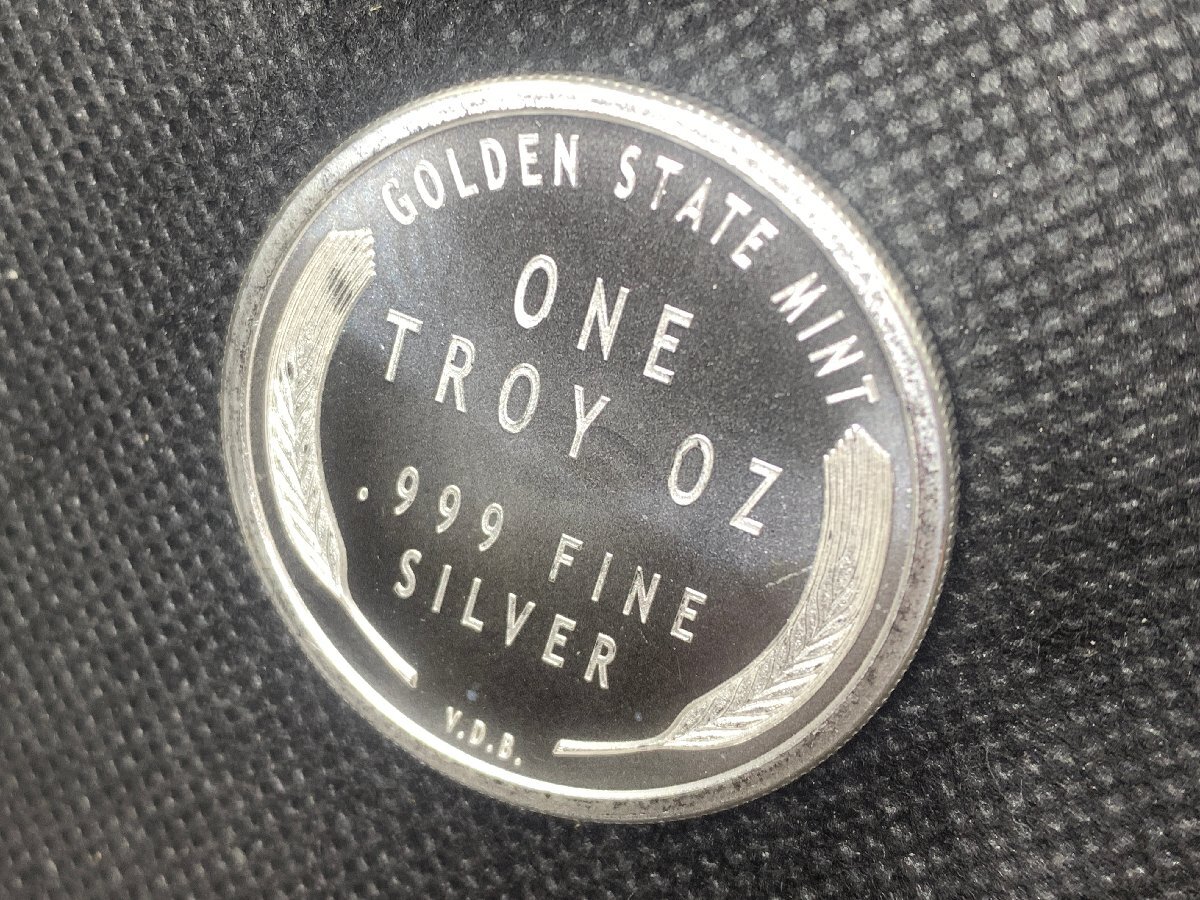 GOLDEN STATE MINT
ONE
TROY OZ
.999 FINE
SILVER
V.D.B.